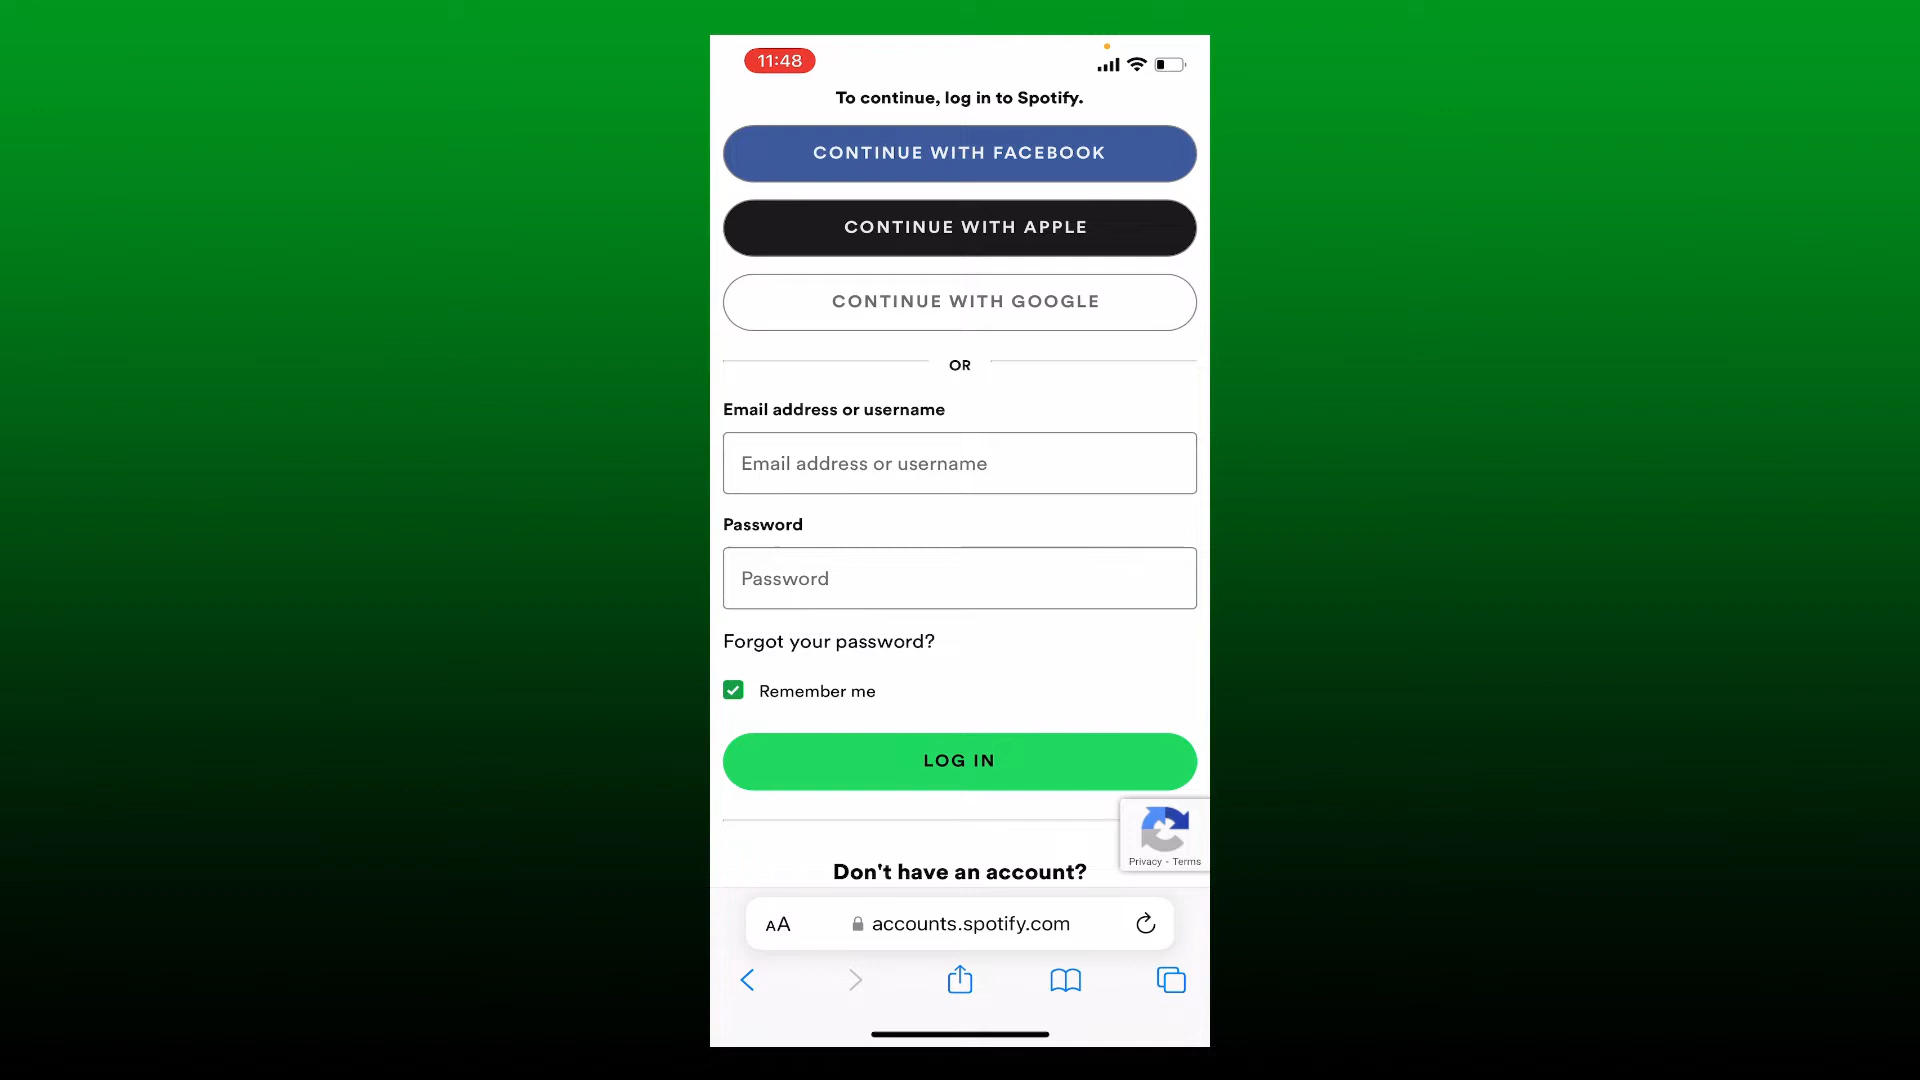 11:48
To continue, log in to Spotify.
CONTINUE WITH FACEBOOK
CONTINUE WITH APPLE
CONTINUE WITH GOOGLE
OR
Email address or username
Email address or username
Password
Password
Forgot your password?
Remember me
LOG IN
Privacy - Terms
Don't have an account?
AA accounts.spotify.com